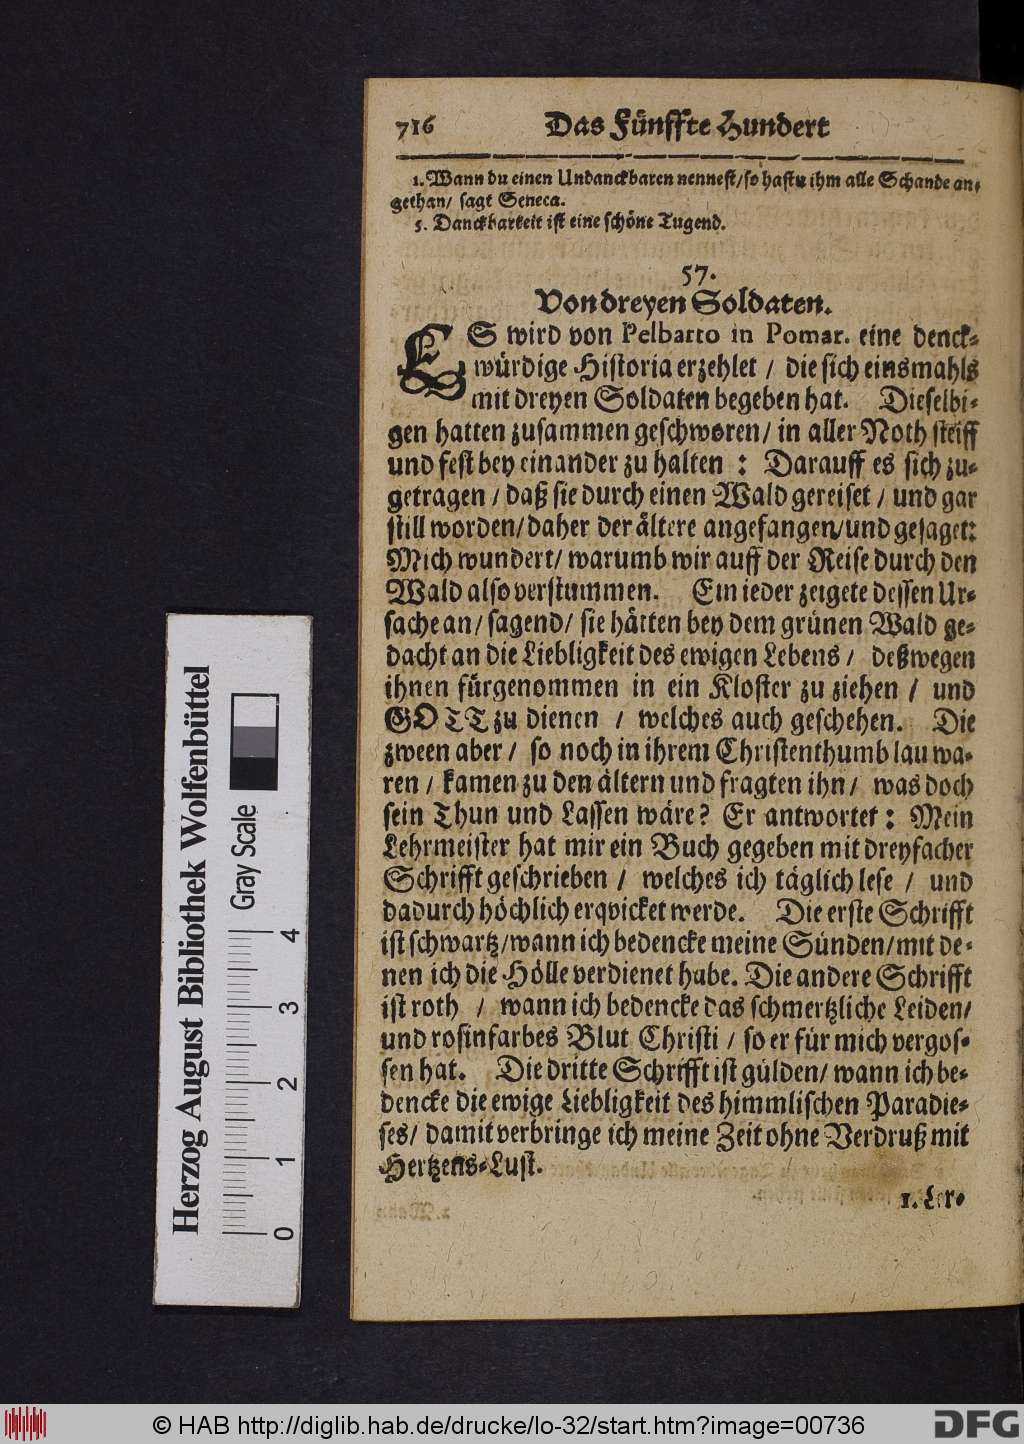 716 Das Fünffte Hundert
1. Wann du einen Undanckbaren nennest/ so hastu ihm alle Schande an,
gethan/ sagt Seneca.
5. Danckbarkeit ist eine schöne Tugend.
57.
Von dreyen Soldaten.
ES wird von Pelbarto in Pomar. eine denck-
würdige Historia erzehlet / die sich einsmahls
mit dreyen Soldaten begeben hat. Dieselbi-
gen hatten zusammen geschworen/ in aller Noth steiff
und fest bey einander zu halten : Darauff es sich zu-
getragen / daß sie durch einen Wald gereiset / und gar
still worden/ daher der ältere angefangen/und gesaget:
Mich wundert/ warumb wir auff der Reise durch den
Wald also verstummen. Ein ieder zeigete dessen Ur-
sache an/ sagend/ sie hätten bey dem grünen Wald ge-
dacht an die Liebligkeit des ewigen Lebens / deßwegen
ihnen fürgenommen in ein Kloster zu ziehen / und
GOTT zu dienen / welches auch geschehen. Die
zween aber / so noch in ihrem Christenthumb lau wa-
ren / kamen zu den ältern und fragten ihn / was doch
sein Thun und Lassen wäre? Er antwortet : Mein
Lehrmeister hat mir ein Buch gegeben mit dreyfacher
Schrifft geschrieben / welches ich täglich lese / und
dadurch höchlich erqvicket werde. Die erste Schrifft
ist schwartz/wann ich bedencke meine Sünden/mit de-
nen ich die Hölle verdienet habe. Die andere Schrifft
ist roth / wann ich bedencke das schmertzliche Leiden/
und rosinfarbes Blut Christi / so er für mich vergos-
sen hat. Die dritte Schrifft ist gülden/ wann ich be-
dencke die ewige Liebligkeit des himmlischen Paradie-
ses/ damit verbringe ich meine Zeit ohne Verdruß mit
Hertzens-Lust.
1. Er-
Herzog August Bibliothek Wolfenbüttel
Gray Scale
0 1 2 3 4
© HAB http://diglib.hab.de/drucke/lo-32/start.htm?image=00736
DFG